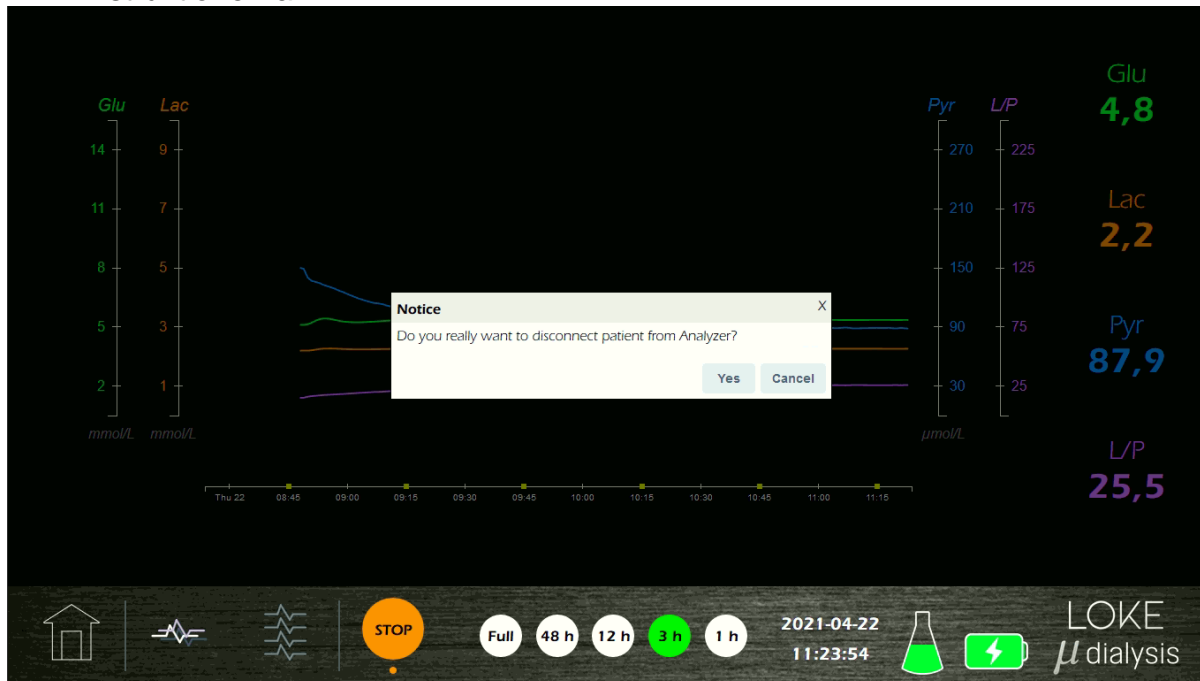 Glu
4,8
Lac
2,2
Pyr
87,9
L/P
25,5
Glu Lac
14 9
11 7
8 5
5 3
2 1
mmol/L mmol/L
Pyr L/P
270 225
210 175
150 125
90 75
30 25
µmol/L
Notice X
Do you really want to disconnect patient from Analyzer?
Yes Cancel
Thu 22 08:45 09:00 09:15 09:30 09:45 10:00 10:15 10:30 10:45 11:00 11:15
STOP
Full 48 h 12 h 3 h 1 h
2021-04-22
11:23:54
LOKE
µ dialysis